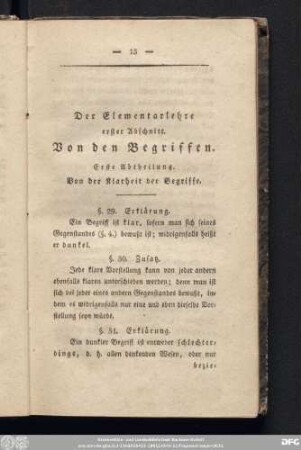 — 15 —
Der Elementarlehre
erster Abschnitt.
Von den Begriffen.
Erste Abtheilung.
Von der Klarheit der Begriffe.
§. 29. Erklärung.
Ein Begriff ist klar, sofern man sich seines
Gegenstandes (§. 4.) bewußt ist; widrigenfalls heißt
er dunkel.
§. 30. Zusatz.
Jede klare Vorstellung kann von jeder andern
ebenfalls klaren unterschieden werden; denn man ist
sich bei jeder eines andern Gegenstandes bewußt, in-
dem es widrigenfalls nur eine und eben dieselbe Vor-
stellung seyn würde.
§. 31. Erklärung.
Ein dunkler Begriff ist entweder schlechter-
dings, d. h. allen denkenden Wesen, oder nur
bezie-
DFG